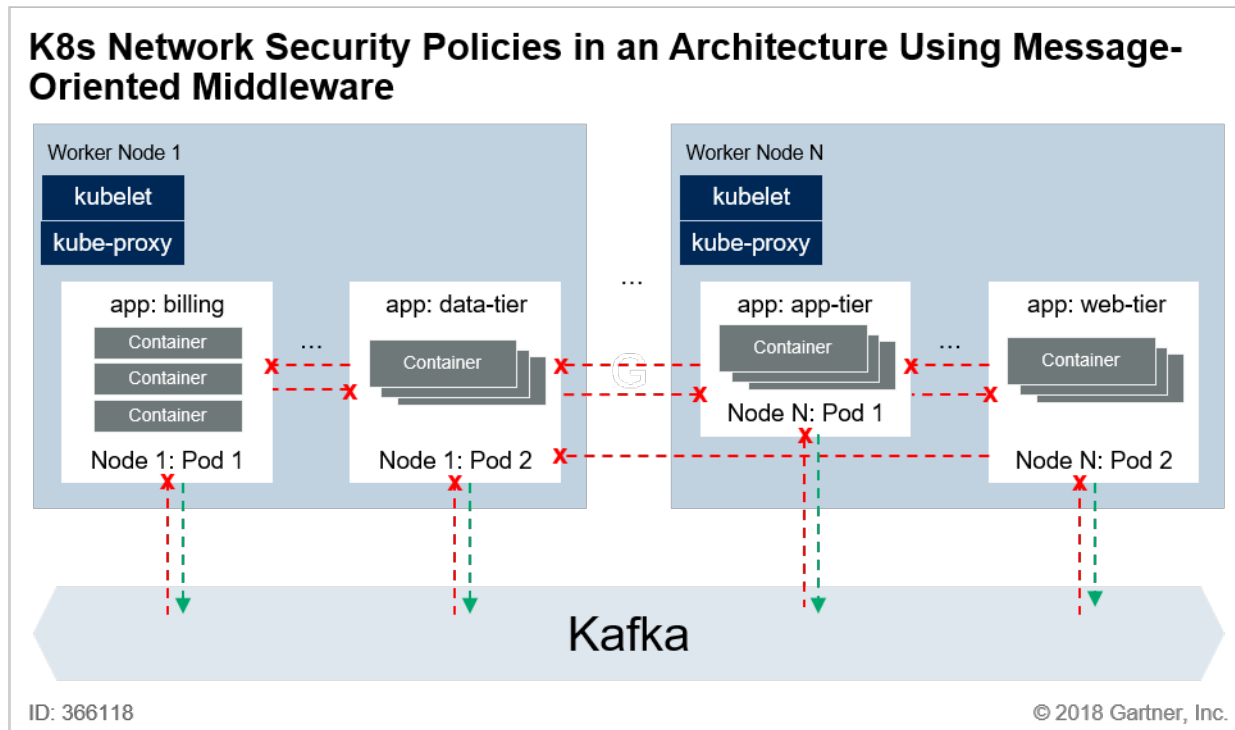 K8s Network Security Policies in an Architecture Using Message-
Oriented Middleware
Worker Node 1
kubelet
kube-proxy
app: billing
Container
Container
Container
Node 1: Pod 1
...
app: data-tier
Container
Node 1: Pod 2
...
G
Worker Node N
kubelet
kube-proxy
app: app-tier
Container
Node N: Pod 1
...
app: web-tier
Container
Node N: Pod 2
Kafka
ID: 366118
© 2018 Gartner, Inc.